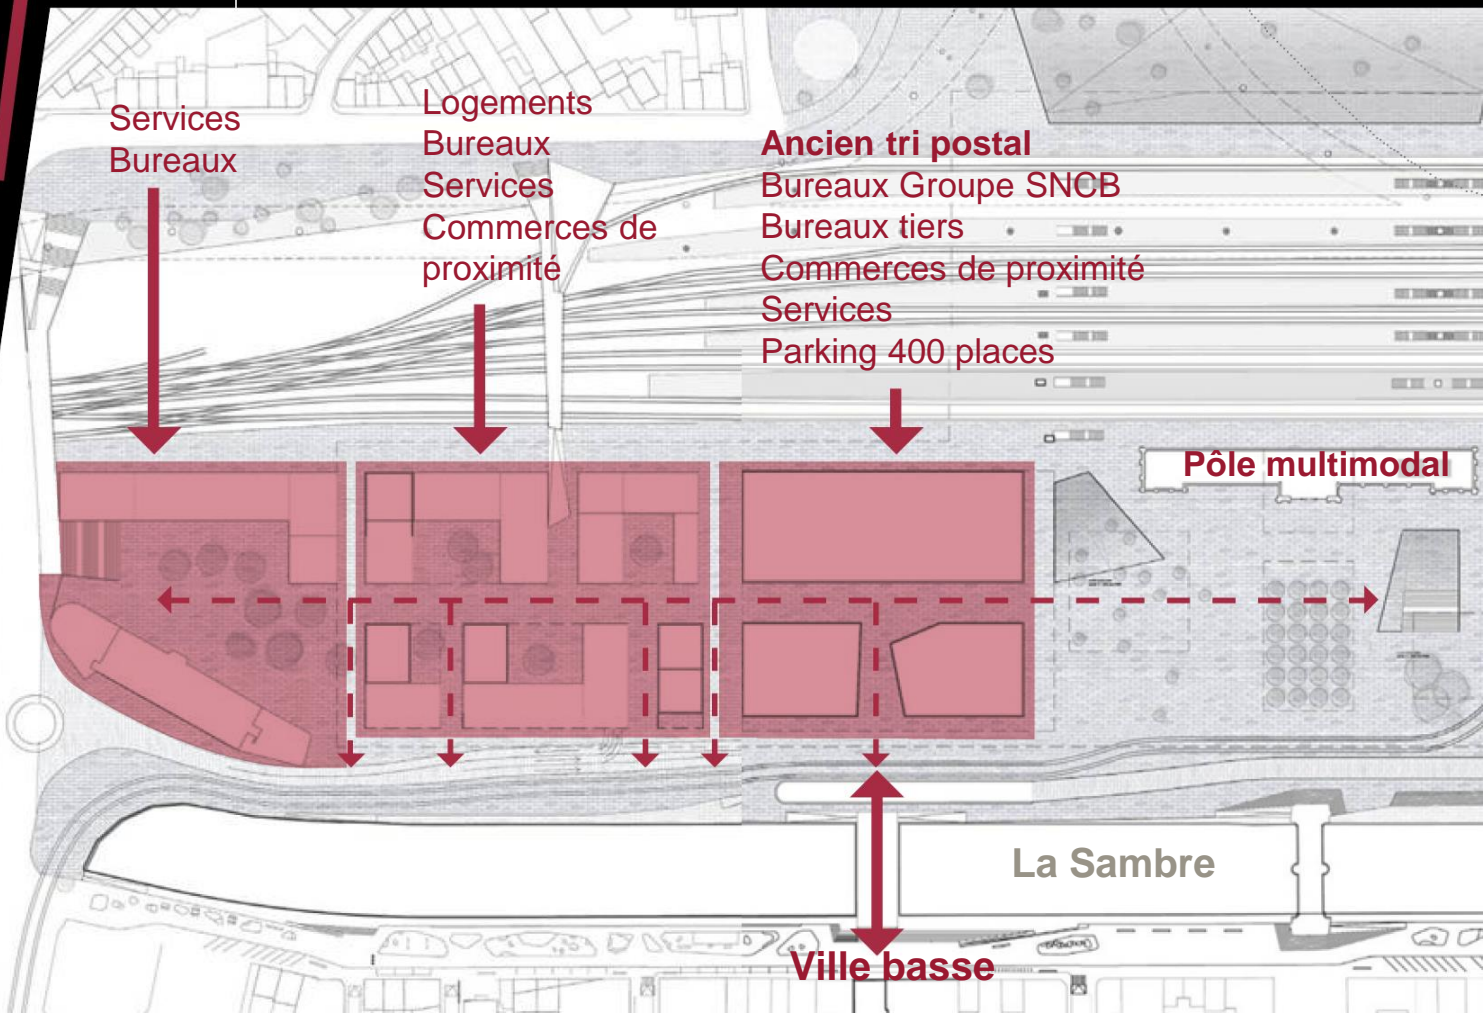 Services
Bureaux
Logements
Bureaux
Services
Commerces de
proximité
Ancien tri postal
Bureaux Groupe SNCB
Bureaux tiers
Commerces de proximité
Services
Parking 400 places
Pôle multimodal
La Sambre
Ville basse